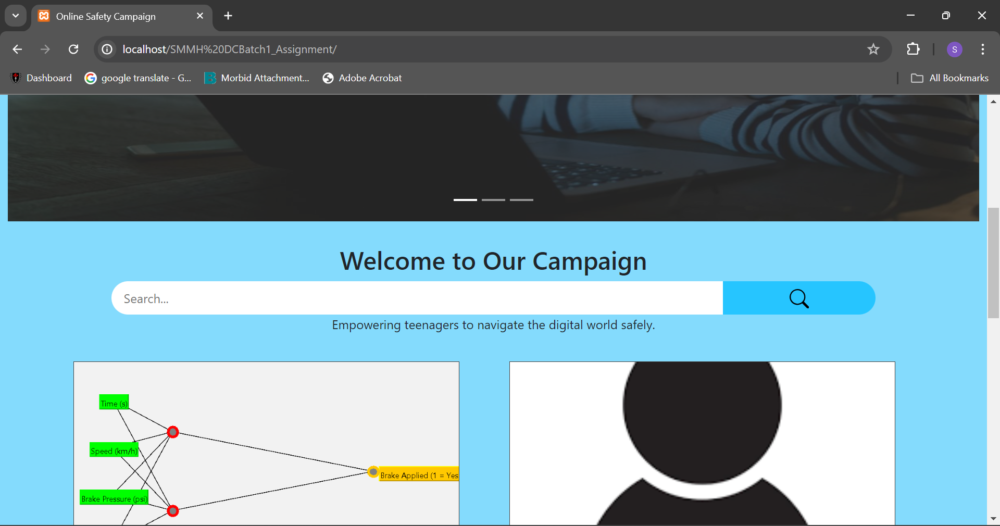 Online Safety Campaign
localhost/SMMH%20DCBatch1_Assignment/
S
Dashboard
google translate - G...
Morbid Attachment...
Adobe Acrobat
All Bookmarks
Welcome to Our Campaign
Search...
Empowering teenagers to navigate the digital world safely.
Time (s)
Speed (km/h)
Brake Applied (1 = Yes
Brake Pressure (psi)